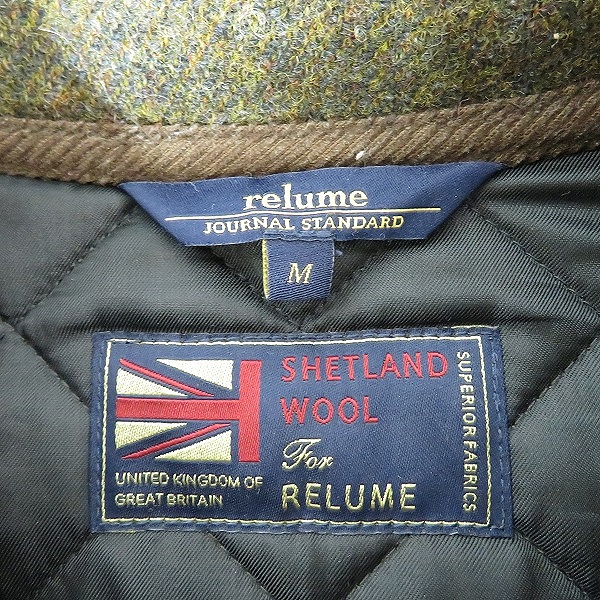 relume
JOURNAL STANDARD
M
SHETLAND
WOOL
For
RELUME
UNITED KINGDOM OF
GREAT BRITAIN
SUPERIOR FABRICS